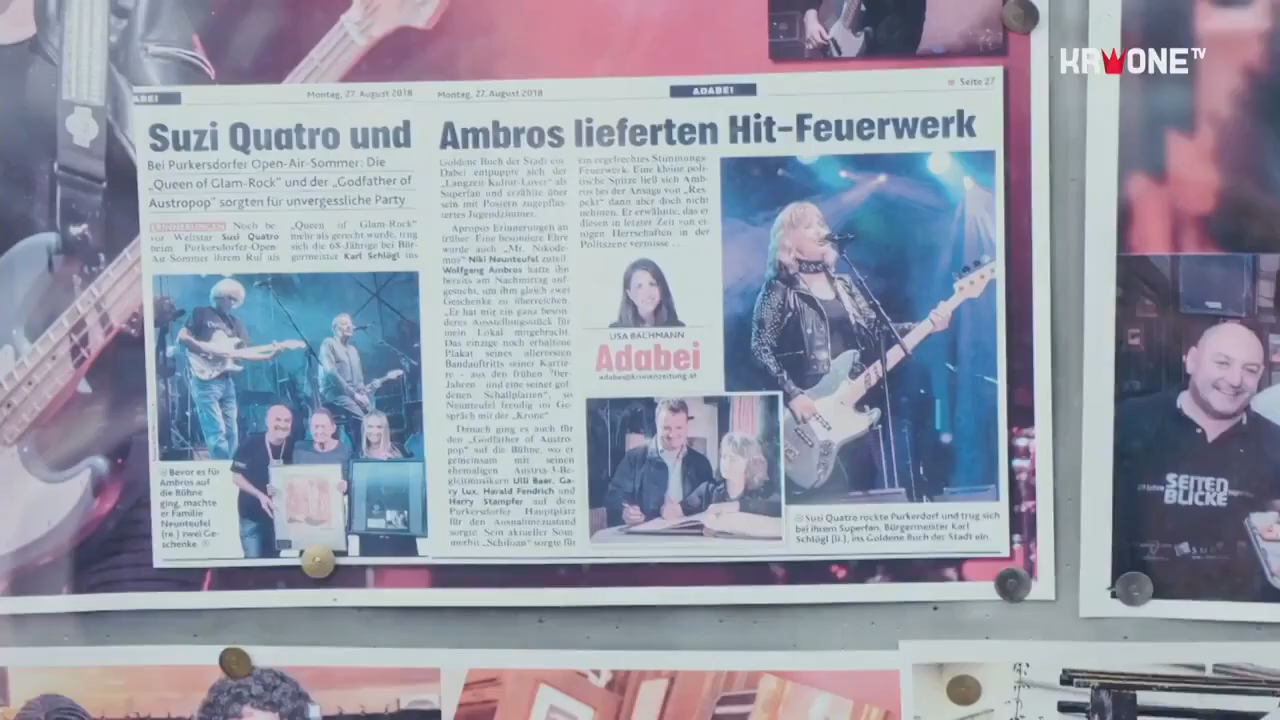 KRONE TV
ABEI
Montag, 27. August 2018
Montag, 27. August 2018
ADABEI
Seite 27
Suzi Quatro und
Ambros lieferten Hit-Feuerwerk
Bei Purkersdorfer Open-Air-Sommer: Die
„Queen of Glam-Rock“ und der „Godfather of
Austropop“ sorgten für unvergessliche Party
Noch be-
vor Weltstar Suzi Quatro
beim Purkersdorfer-Open-
Air-Sommer ihrem Ruf als
„Queen of Glam-Rock“
mehr als gerecht wurde, trug
sich die 68-Jährige bei Bür-
germeister Karl Schlögl ins
Goldene Buch der Stadt ein.
Dabei entpuppte sich der
„Langzeit-Kultur-Lover“ als
Superfan und erzählte über
sein mit Postern zugepflas-
tertes Jugendzimmer.
Apropos Erinnerungen an
früher: Eine besondere Ehre
wurde auch „Mr. Nikode-
mus“ Niki Neunteufel zuteil.
Wolfgang Ambros hatte ihn
bereits am Nachmittag auf-
gesucht, um ihm gleich zwei
Geschenke zu überreichen.
„Er hat mir ein ganz beson-
deres Ausstellungsstück für
mein Lokal mitgebracht.
Das einzige noch erhaltene
Plakat seines allerersten
Bandauftritts seiner Karrie-
re – aus den frühen 70er-
Jahren – und eine seiner gol-
denen Schallplatten“, so
Neunteufel freudig im Ge-
spräch mit der „Krone“.
Danach ging es auch für
den „Godfather of Austro-
pop“ auf die Bühne, wo er
gemeinsam mit seinen
ehemaligen Austria-3-Be-
gleitmusikern Ulli Baer, Ga-
ry Lux, Harald Fendrich und
Harry Stampfer auf dem
Purkersdorfer Hauptplatz
für den Ausnahmezustand
sorgte. Sein aktueller Som-
merhit „Schifoan“ sorgte für
ein regelrechtes Stimmungs-
Feuerwerk. Eine kleine poli-
tische Spitze ließ sich Amb-
ros bei der Ansage von „Res-
pekt“ dann aber doch nicht
nehmen. Er erwähnte, das er
diesen in letzter Zeit von ei-
nigen Herrschaften in der
Politszene vermisse . . .
LISA BACHMANN
Adabei
adabei@kronenzeitung.at
Bevor es für
Ambros auf
die Bühne
ging, machte
er Familie
Neunteufel
(re.) zwei Ge-
schenke
Suzi Quatro rockte Purkerdorf und trug sich
bei ihrem Superfan, Bürgermeister Karl
Schlögl (li.), ins Goldene Buch der Stadt ein.
SEITEN
BLICKE